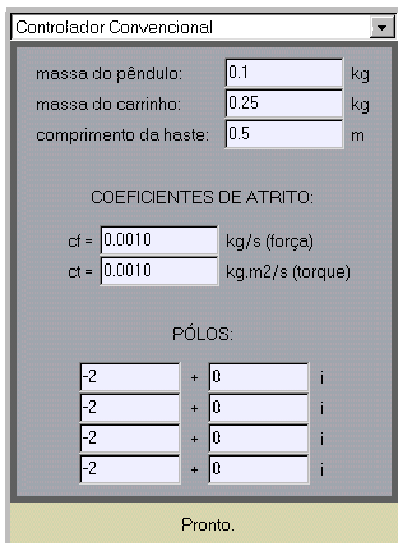 Controlador Convencional
massa do pêndulo: 0.1 kg
massa do carrinho: 0.25 kg
comprimento da haste: 0.5 m
COEFICIENTES DE ATRITO:
cf = 0.0010 kg/s (força)
ct = 0.0010 kg.m2/s (torque)
PÓLOS:
-2 + 0 i
-2 + 0 i
-2 + 0 i
-2 + 0 i
Pronto.